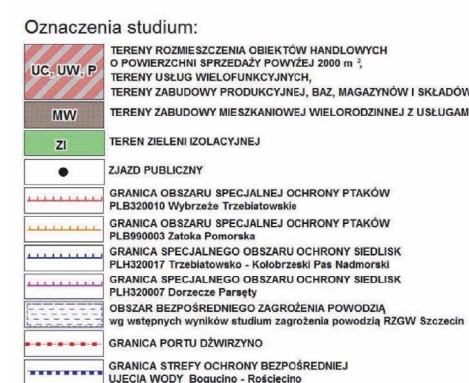 Oznaczenia studium:
UC, UW, P
TERENY ROZMIESZCZENIA OBIEKTÓW HANDLOWYCH
O POWIERZCHNI SPRZEDAŻY POWYŻEJ 2000 m ²,
TERENY USŁUG WIELOFUNKCYJNYCH,
TERENY ZABUDOWY PRODUKCYJNEJ, BAZ, MAGAZYNÓW I SKŁADÓW
MW
TERENY ZABUDOWY MIESZKANIOWEJ WIELORODZINNEJ Z USŁUGAM
ZI
TEREN ZIELENI IZOLACYJNEJ
ZJAZD PUBLICZNY
GRANICA OBSZARU SPECJALNEJ OCHRONY PTAKÓW
PLB320010 Wybrzeże Trzebiatowskie
GRANICA OBSZARU SPECJALNEJ OCHRONY PTAKÓW
PLB990003 Zatoka Pomorska
GRANICA SPECJALNEGO OBSZARU OCHRONY SIEDLISK
PLH320017 Trzebiatowsko - Kołobrzeski Pas Nadmorski
GRANICA SPECJALNEGO OBSZARU OCHRONY SIEDLISK
PLH320007 Dorzecze Parsęty
OBSZAR BEZPOŚREDNIEGO ZAGROŻENIA POWODZIĄ
wg wstępnych wyników studium zagrożenia powodzią RZGW Szczecin
GRANICA PORTU DŹWIRZYNO
GRANICA STREFY OCHRONY BEZPOŚREDNIEJ
UJĘCIA WODY Bogucino - Rościęcino